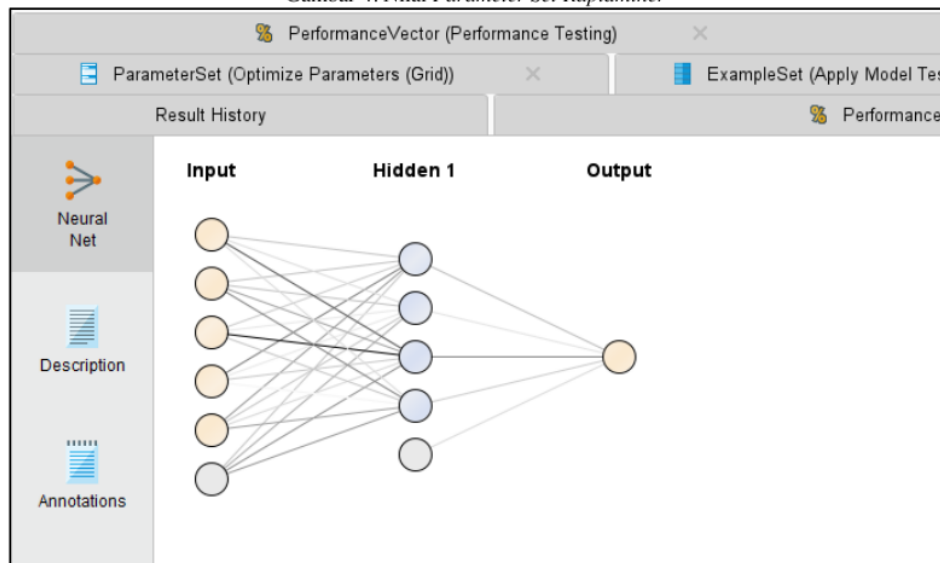 PerformanceVector (Performance Testing)
ParameterSet (Optimize Parameters (Grid))
ExampleSet (Apply Model Tes
Result History
Performance
Input
Hidden 1
Output
Neural
Net
Description
Annotations